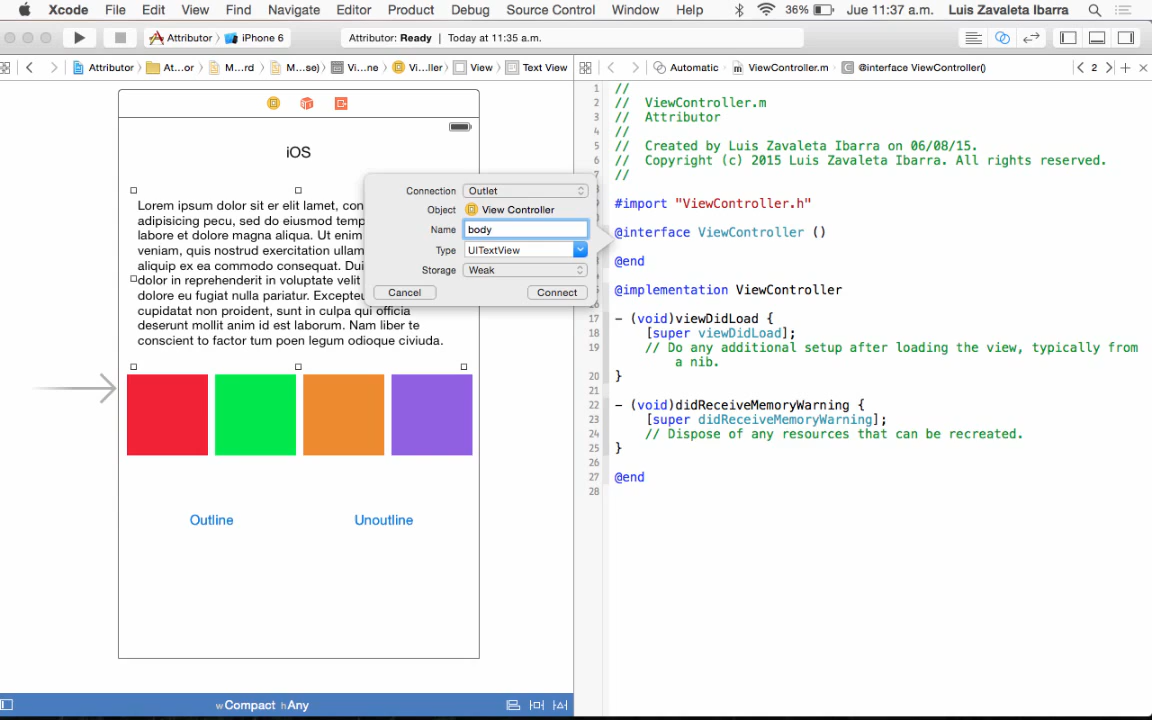 Xcode File Edit View Find Navigate Editor Product Debug Source Control Window Help 36% Jue 11:37 a.m. Luis Zavaleta Ibarra
Attributor iPhone 6 Attributor: Ready | Today at 11:35 a.m.
Attributor At...or M...rd M...se) Vi...ne Vi...ller View Text View
Automatic ViewController.m @interface ViewController() 2
iOS
Lorem ipsum dolor sit er elit lamet, con
adipisicing pecu, sed do eiusmod temp
labore et dolore magna aliqua. Ut enim
veniam, quis nostrud exercitation ullam
aliquip ex ea commodo consequat. Dui
dolor in reprehenderit in voluptate velit
dolore eu fugiat nulla pariatur. Excepteu
cupidatat non proident, sunt in culpa qui officia
deserunt mollit anim id est laborum. Nam liber te
conscient to factor tum poen legum odioque civiuda.
Outline Unoutline
wCompact hAny
Connection Outlet
Object View Controller
Name body
Type UITextView
Storage Weak
Cancel Connect
1 //
2 // ViewController.m
3 // Attributor
4 //
5 // Created by Luis Zavaleta Ibarra on 06/08/15.
6 // Copyright (c) 2015 Luis Zavaleta Ibarra. All rights reserved.
7 //
#import "ViewController.h"
@interface ViewController ()
@end
@implementation ViewController
17 - (void)viewDidLoad {
18 [super viewDidLoad];
19 // Do any additional setup after loading the view, typically from
a nib.
20 }
21
22 - (void)didReceiveMemoryWarning {
23 [super didReceiveMemoryWarning];
24 // Dispose of any resources that can be recreated.
25 }
26
27 @end
28